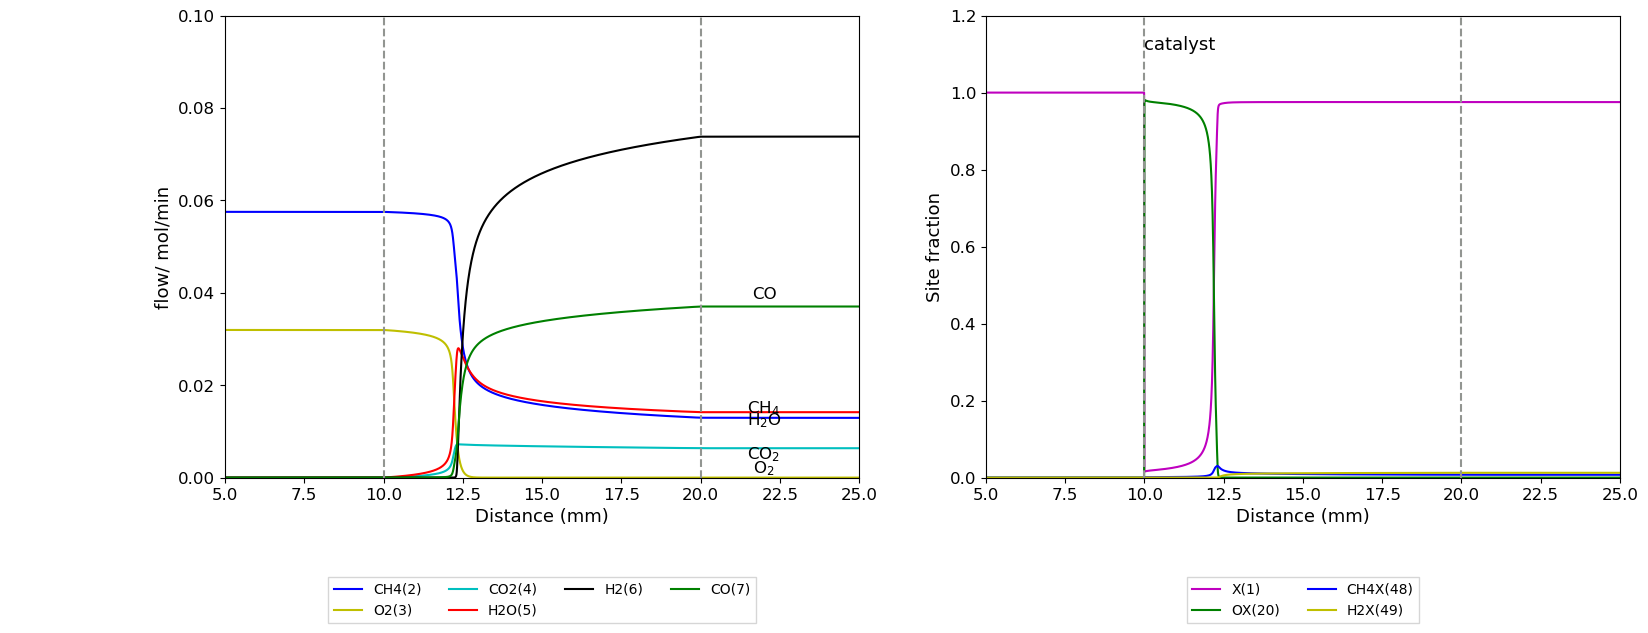 0.10
0.08
0.06
0.04
0.02
0.00
flow/ mol/min
CO
CH4
H2O
CO2
O2
5.0 7.5 10.0 12.5 15.0 17.5 20.0 22.5 25.0
Distance (mm)
CH4(2) CO2(4) H2(6) CO(7)
O2(3) H2O(5)
1.2
1.0
0.8
0.6
0.4
0.2
0.0
Site fraction
catalyst
5.0 7.5 10.0 12.5 15.0 17.5 20.0 22.5 25.0
Distance (mm)
X(1) CH4X(48)
OX(20) H2X(49)